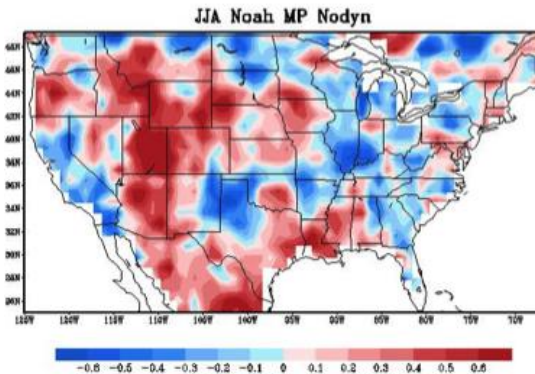 JJA Noah MP Nodyn
48N
46N
44N
42N
40N
38N
36N
34N
32N
30N
28N
26N
125W 120W 115W 110W 105W 100W 95W 90W 85W 80W 75W 70W
-0.6 -0.5 -0.4 -0.3 -0.2 -0.1 0 0.1 0.2 0.3 0.4 0.5 0.6